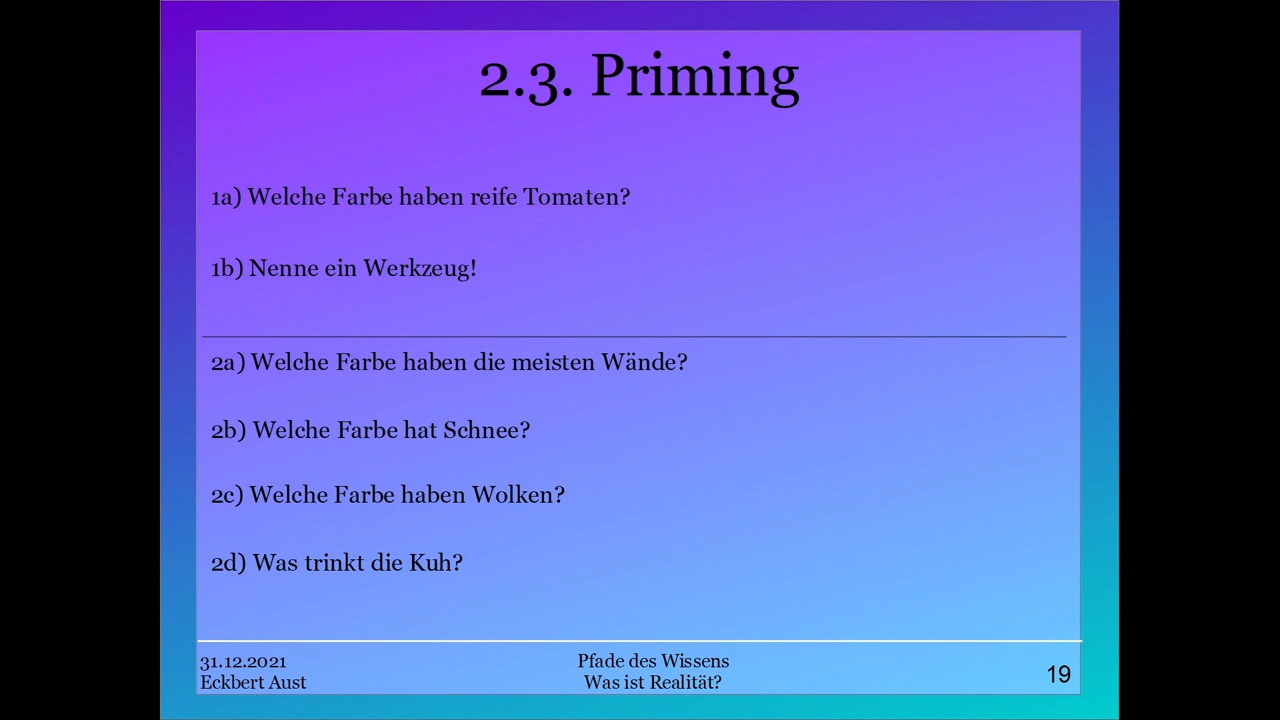 2.3. Priming
1a) Welche Farbe haben reife Tomaten?
1b) Nenne ein Werkzeug!
2a) Welche Farbe haben die meisten Wände?
2b) Welche Farbe hat Schnee?
2c) Welche Farbe haben Wolken?
2d) Was trinkt die Kuh?
31.12.2021
Eckbert Aust
Pfade des Wissens
Was ist Realität?
19